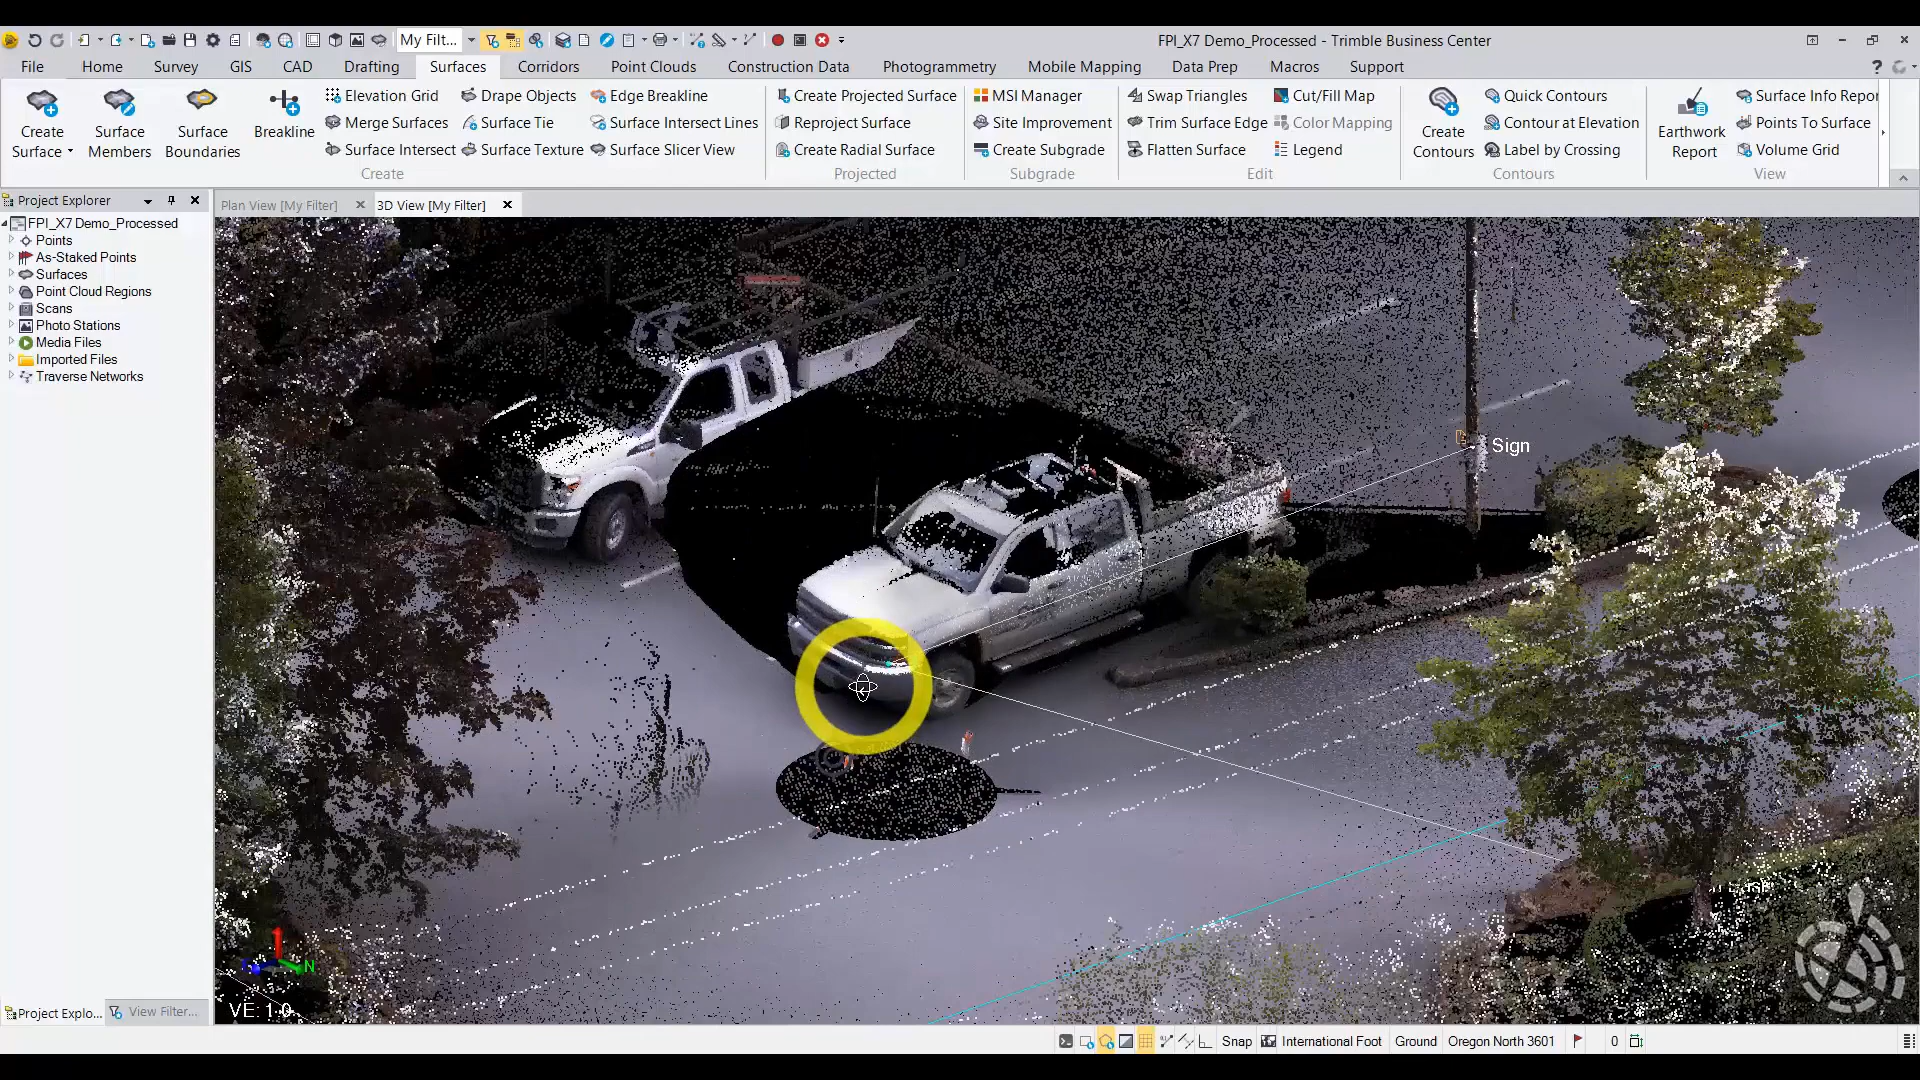 My Filt...
FPI_X7 Demo_Processed - Trimble Business Center
File Home Survey GIS CAD Drafting Surfaces Corridors Point Clouds Construction Data Photogrammetry Mobile Mapping Data Prep Macros Support
Create Surface
Surface Members
Surface Boundaries
Breakline
Elevation Grid
Merge Surfaces
Surface Intersect
Drape Objects
Surface Tie
Surface Texture
Edge Breakline
Surface Intersect Lines
Surface Slicer View
Create
Create Projected Surface
Reproject Surface
Create Radial Surface
Projected
MSI Manager
Site Improvement
Create Subgrade
Subgrade
Swap Triangles
Trim Surface Edge
Flatten Surface
Cut/Fill Map
Color Mapping
Legend
Edit
Create Contours
Quick Contours
Contour at Elevation
Label by Crossing
Contours
Earthwork Report
Surface Info Repor
Points To Surface
Volume Grid
View
Project Explorer
Plan View [My Filter]
3D View [My Filter]
FPI_X7 Demo_Processed
Points
As-Staked Points
Surfaces
Point Cloud Regions
Scans
Photo Stations
Media Files
Imported Files
Traverse Networks
Sign
N
VE: 1.0
Project Explo...
View Filter...
Snap
International Foot
Ground
Oregon North 3601
0